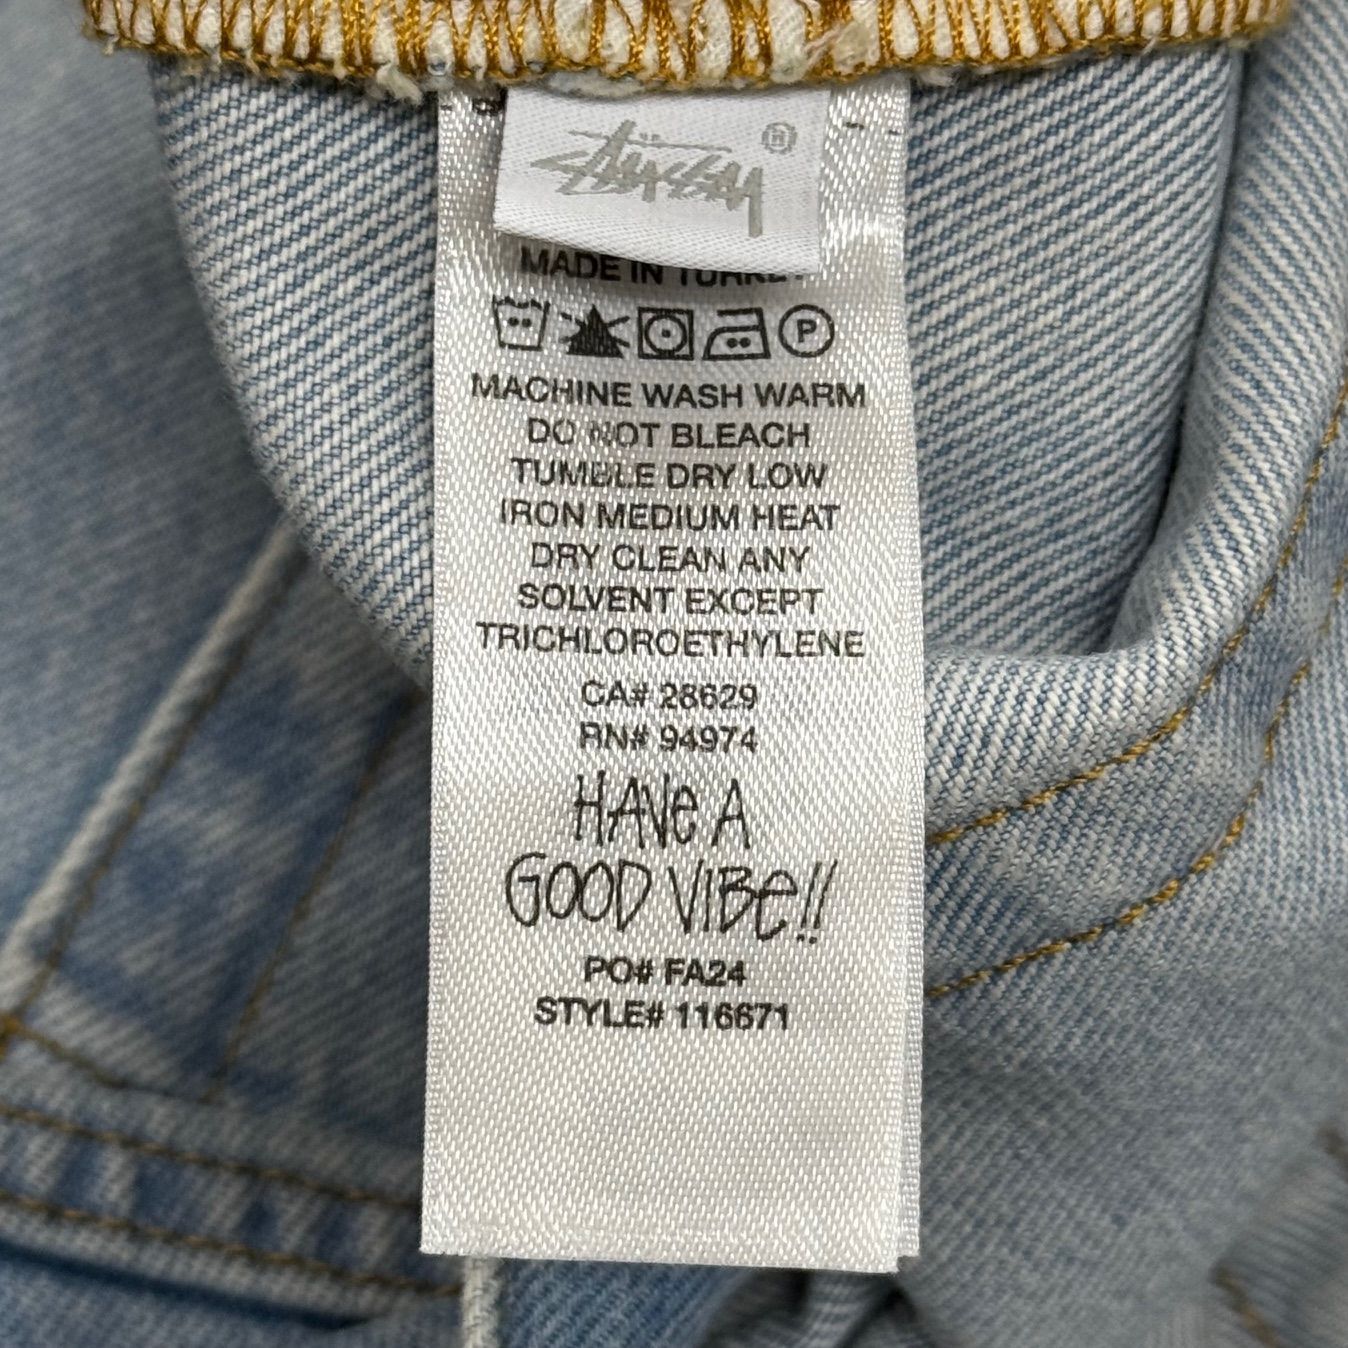 Stüssy ®
MADE IN TURKEY
P
MACHINE WASH WARM
DO NOT BLEACH
TUMBLE DRY LOW
IRON MEDIUM HEAT
DRY CLEAN ANY
SOLVENT EXCEPT
TRICHLOROETHYLENE
CA# 28629
RN# 94974
HAVe A
GOOD VIBe!!
PO# FA24
STYLE# 116671